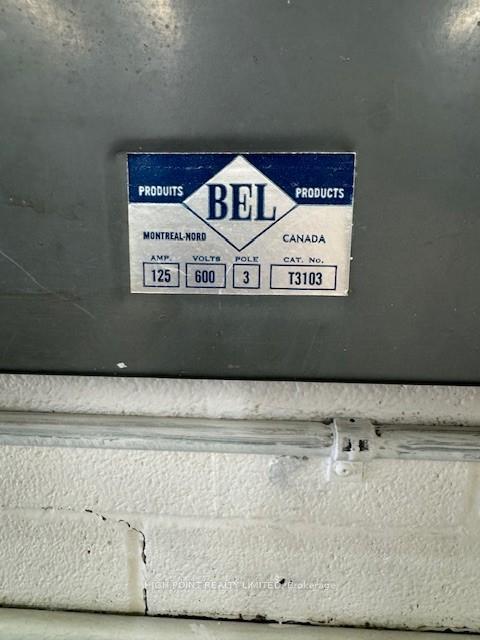 PRODUITS BEL PRODUCTS
MONTREAL-NORD CANADA
AMP. VOLTS POLE CAT. No.
125 600 3 T3103
HIGH POINT REALTY LIMITED, Brokerage